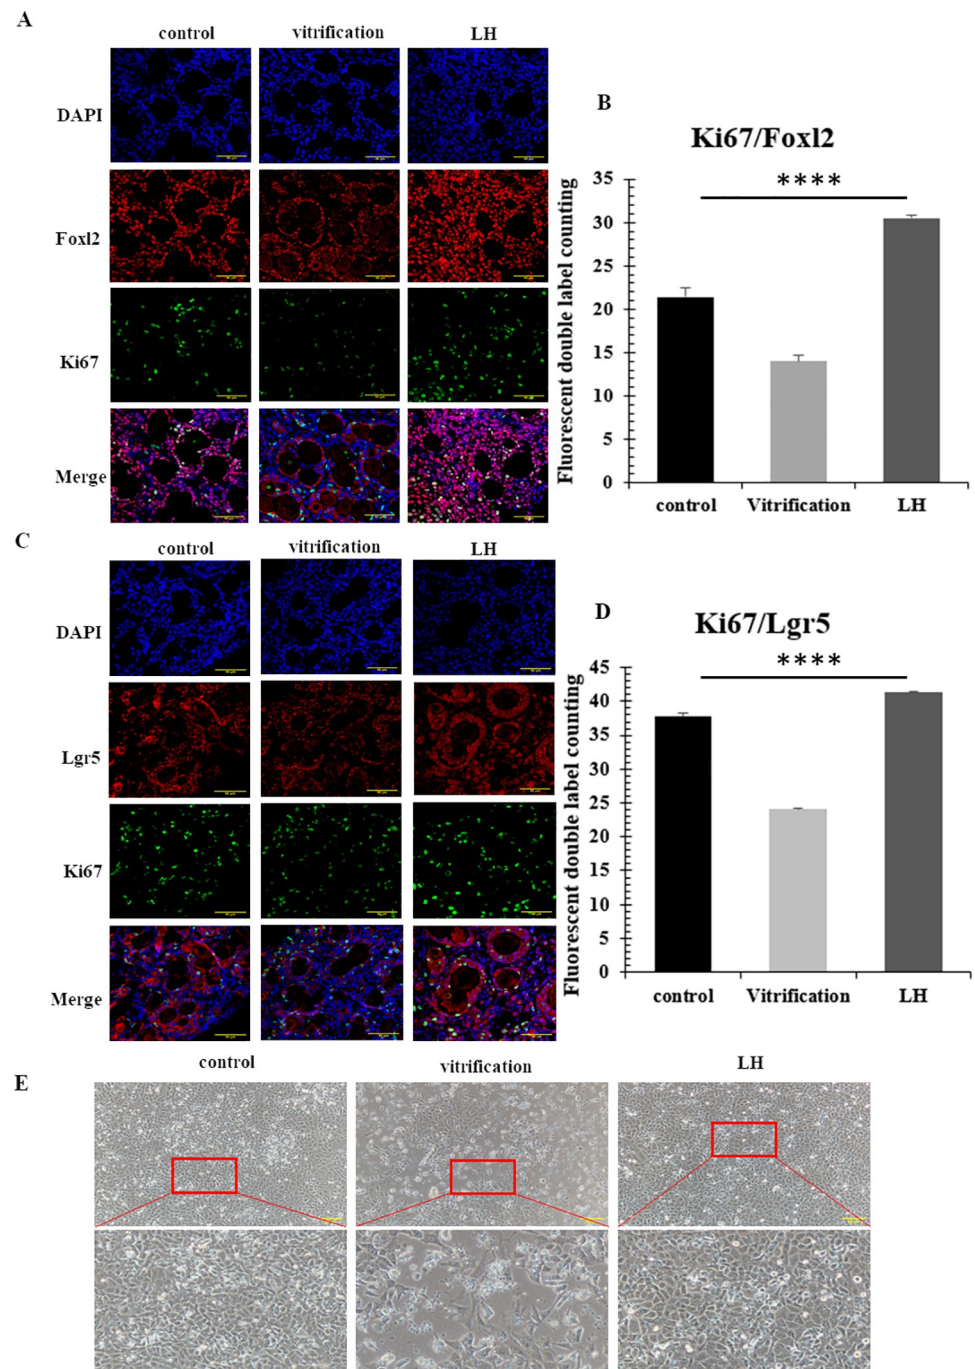 A
control vitrification LH
DAPI
Foxl2
Ki67
Merge
B
Ki67/Foxl2
****
Fluorescent double label counting
35
30
25
20
15
10
5
0
control Vitrification LH
C
control vitrification LH
DAPI
Lgr5
Ki67
Merge
D
Ki67/Lgr5
****
Fluorescent double label counting
45
40
35
30
25
20
15
10
5
0
control Vitrification LH
E
control vitrification LH